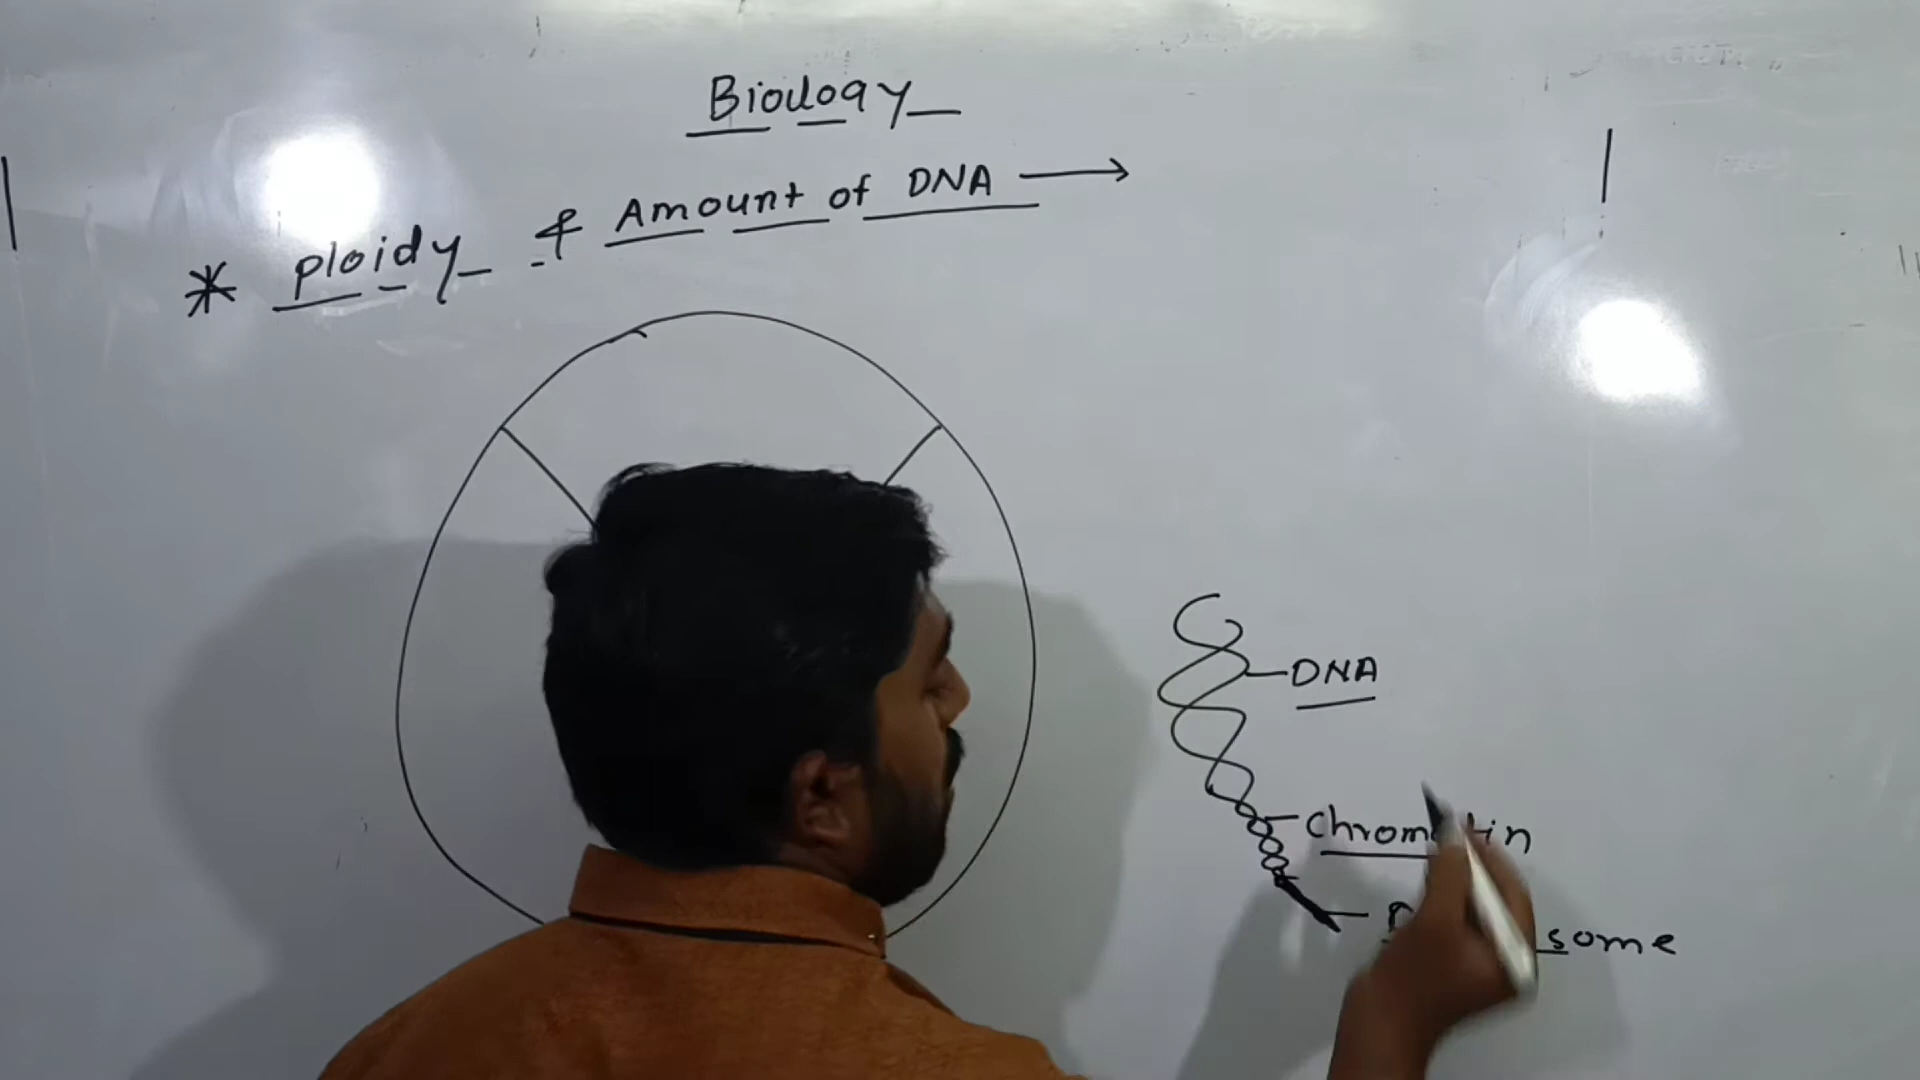 Biology
* Ploidy & Amount of DNA →
DNA
some